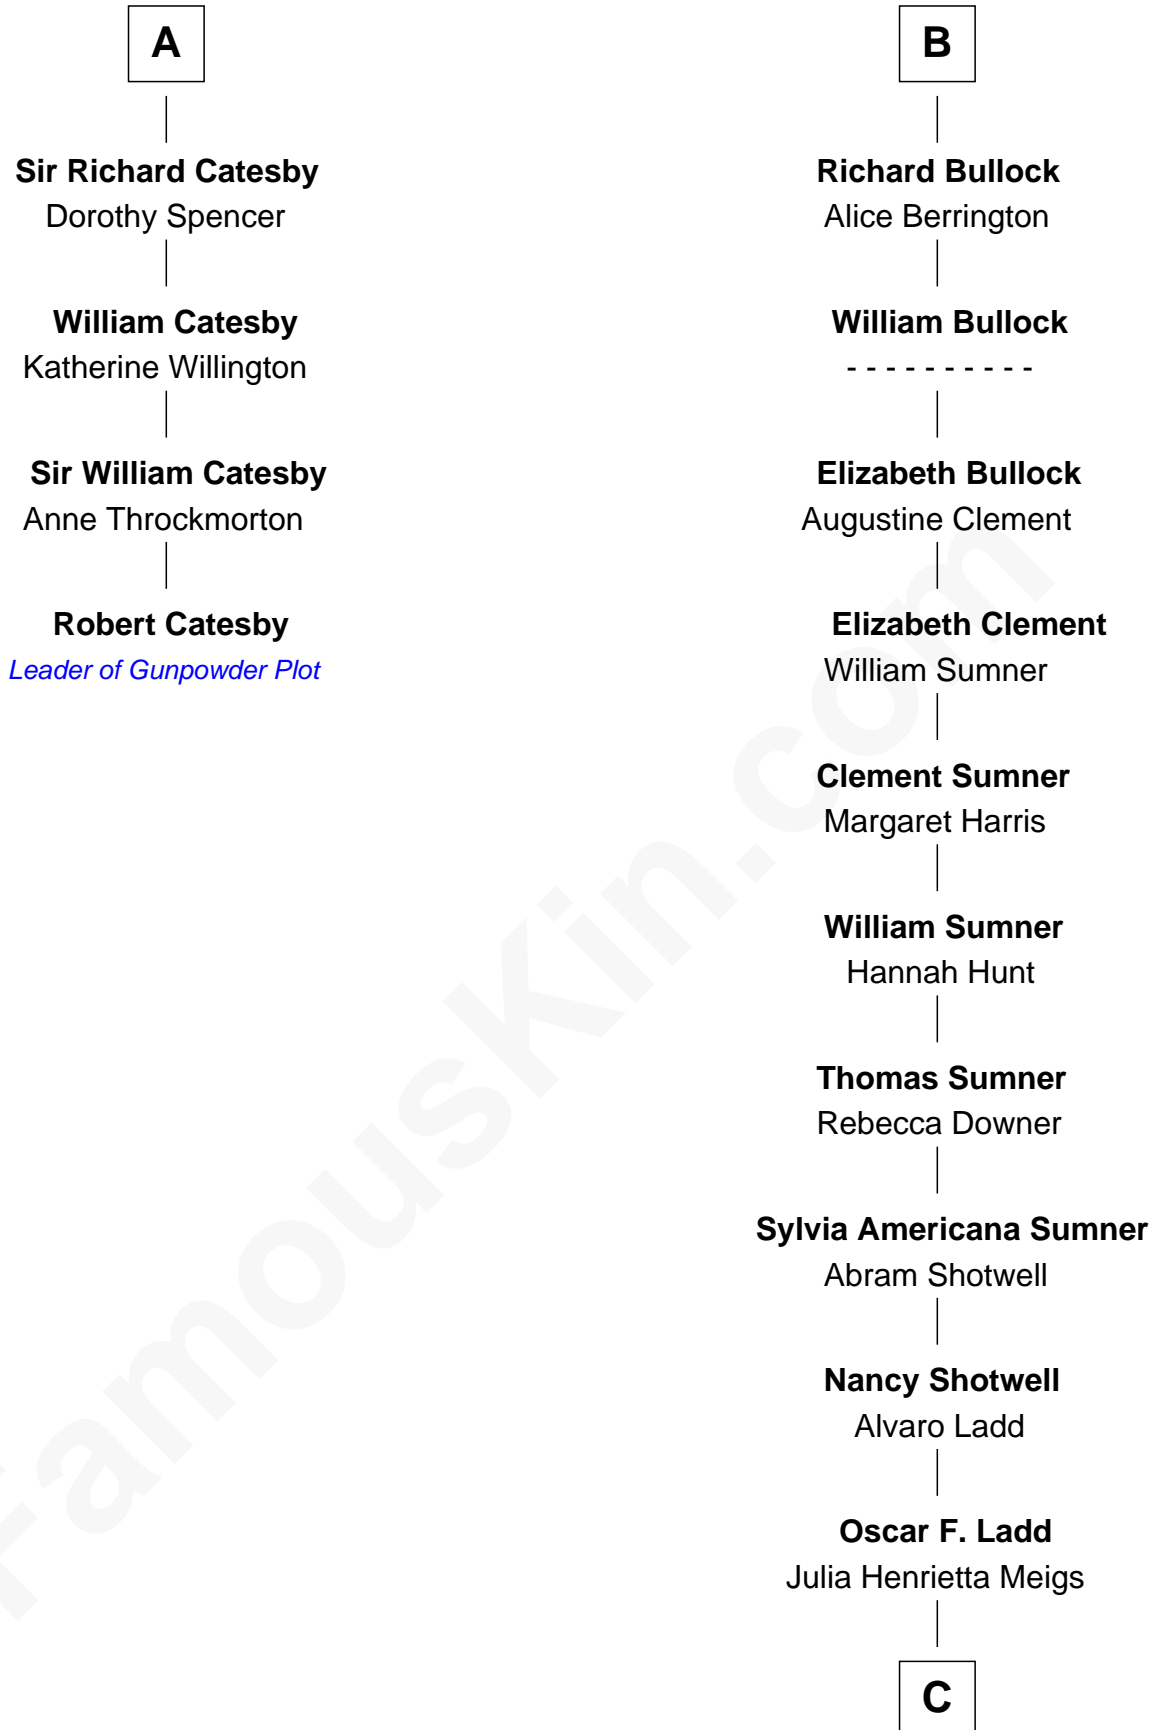 A
Sir Richard Catesby
Dorothy Spencer
William Catesby
Katherine Willington
Sir William Catesby
Anne Throckmorton
Robert Catesby
Leader of Gunpowder Plot
B
Richard Bullock
Alice Berrington
William Bullock
- - - - - - - - - -
Elizabeth Bullock
Augustine Clement
Elizabeth Clement
William Sumner
Clement Sumner
Margaret Harris
William Sumner
Hannah Hunt
Thomas Sumner
Rebecca Downer
Sylvia Americana Sumner
Abram Shotwell
Nancy Shotwell
Alvaro Ladd
Oscar F. Ladd
Julia Henrietta Meigs
C
FamousKin.com